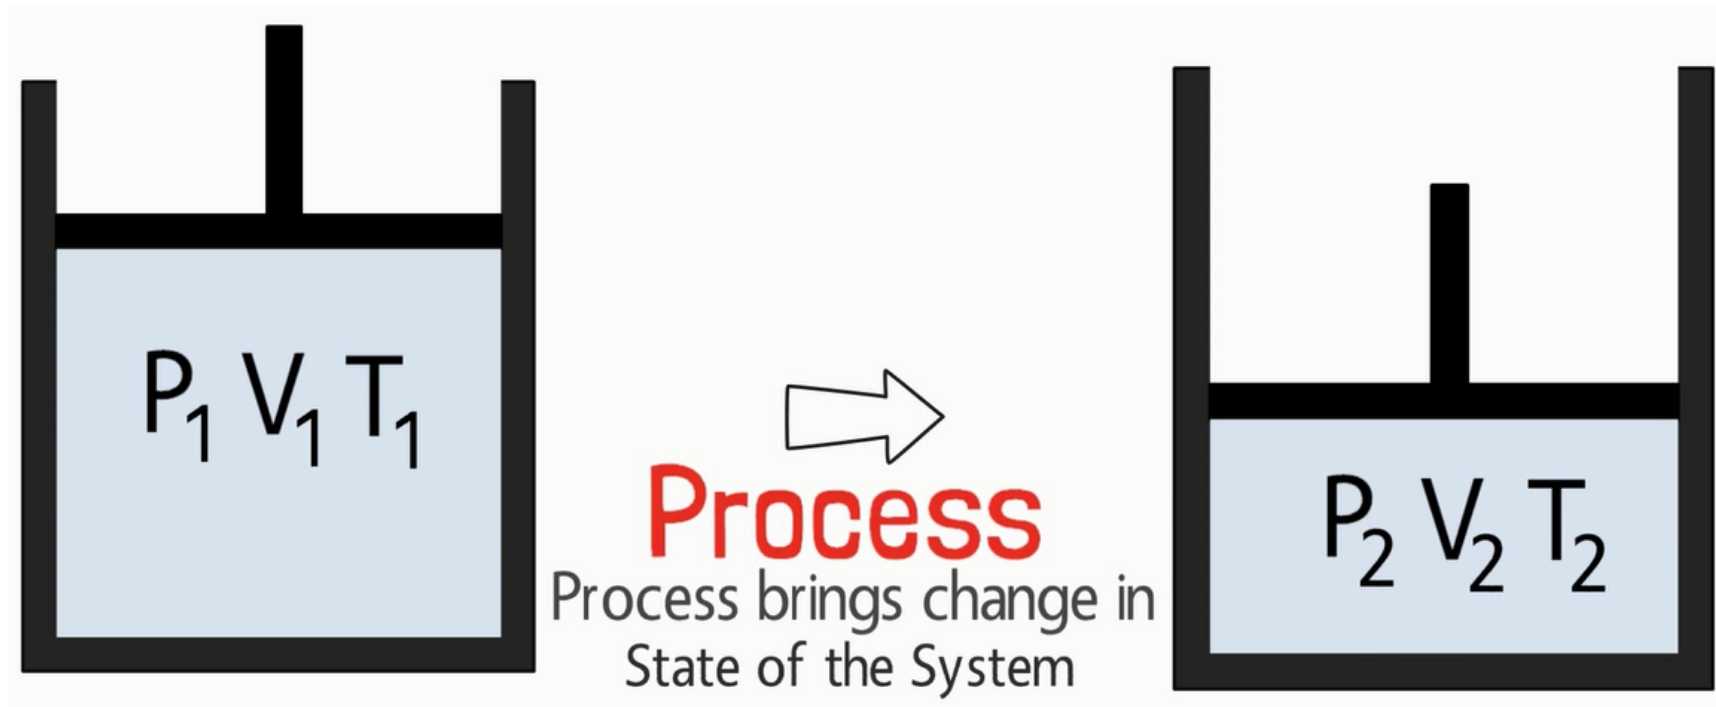 P₁ V₁ T₁
Process
Process brings change in
State of the System
P₂ V₂ T₂